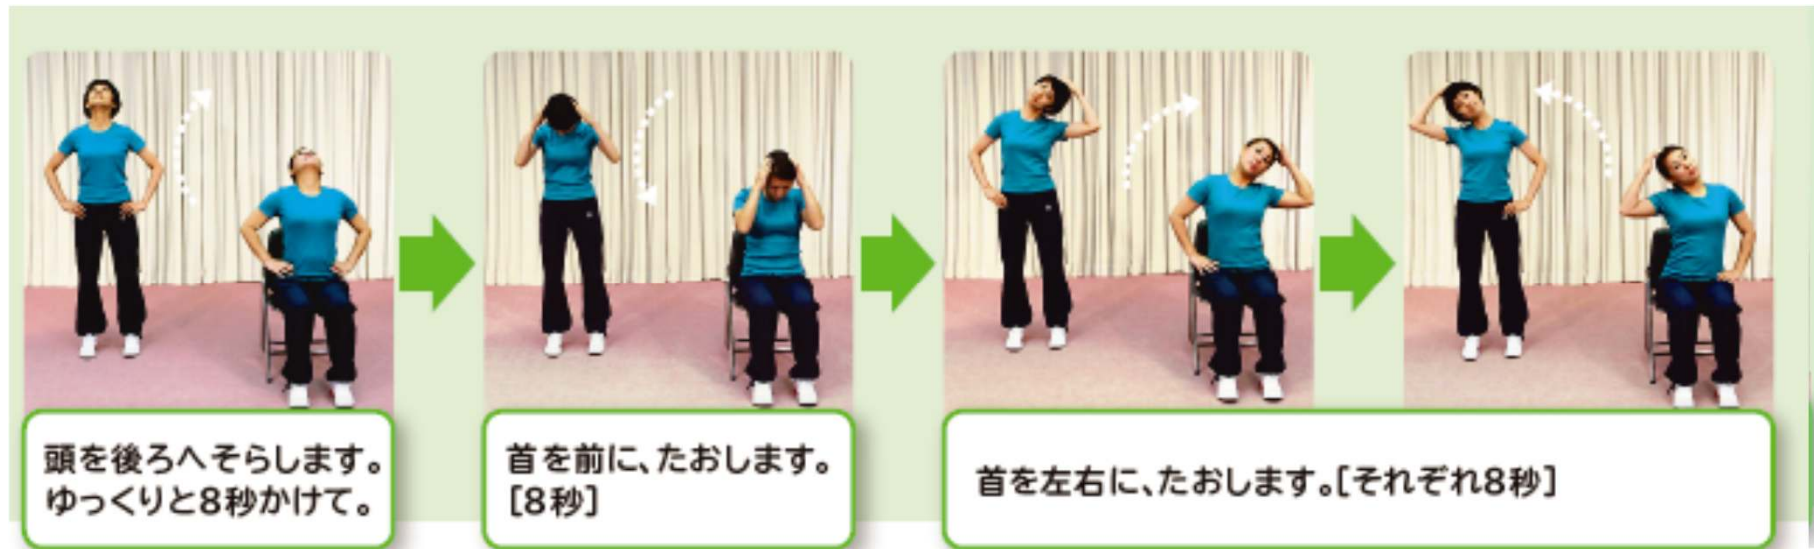 頭を後ろへそらします。
ゆっくりと8秒かけて。
首を前に、たおします。
[8秒]
首を左右に、たおします。[それぞれ8秒]